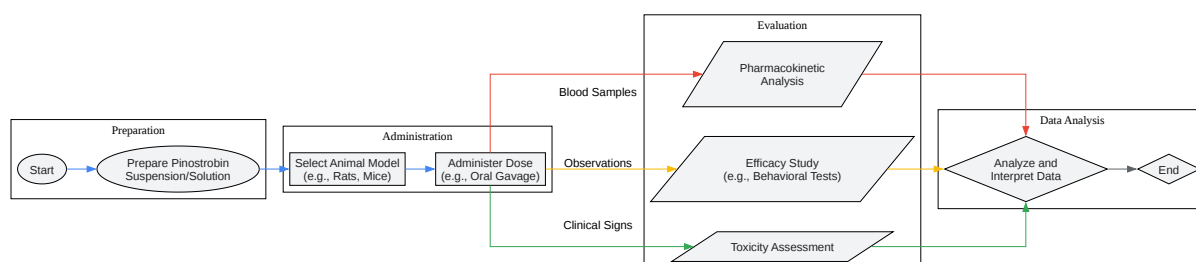 Preparation
Start
Prepare Pinostrobin
Suspension/Solution
Administration
Select Animal Model
(e.g., Rats, Mice)
Administer Dose
(e.g., Oral Gavage)
Blood Samples
Observations
Clinical Signs
Evaluation
Pharmacokinetic
Analysis
Efficacy Study
(e.g., Behavioral Tests)
Toxicity Assessment
Data Analysis
Analyze and
Interpret Data
End